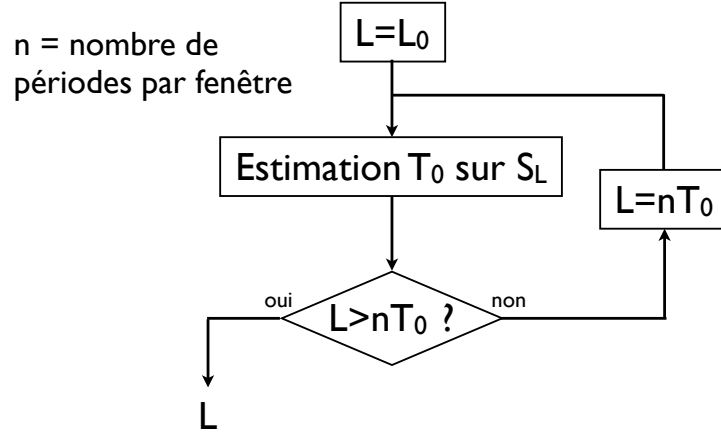 n = nombre de
périodes par fenêtre
L=L₀
Estimation T₀ sur S_L
L=nT₀
oui
L>nT₀ ?
non
L